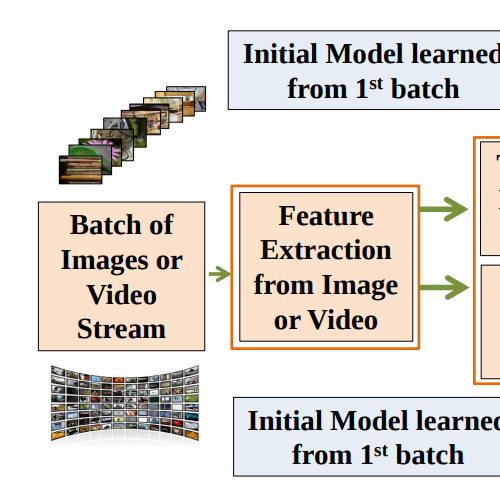 Initial Model learned
from 1st batch
Batch of
Images or
Video
Stream
Feature
Extraction
from Image
or Video
Initial Model learned
from 1st batch